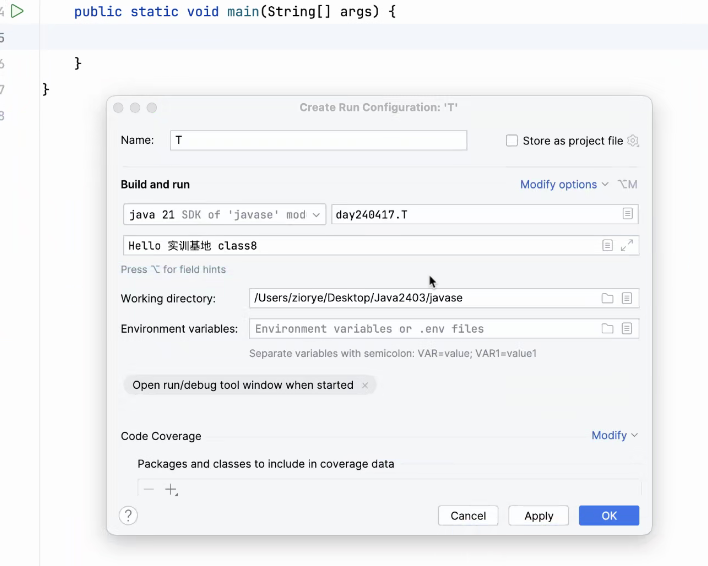 4
public static void main(String[] args) {
5
6
}
7
}
8
Create Run Configuration: 'T'
Name: T Store as project file
Build and run Modify options ⌥M
java 21 SDK of 'javase' mod day240417.T
Hello 实训基地 class8
Press ⌥ for field hints
Working directory: /Users/ziorye/Desktop/Java2403/javase
Environment variables: Environment variables or .env files
Separate variables with semicolon: VAR=value; VAR1=value1
Open run/debug tool window when started ×
Code Coverage Modify
Packages and classes to include in coverage data
? Cancel Apply OK